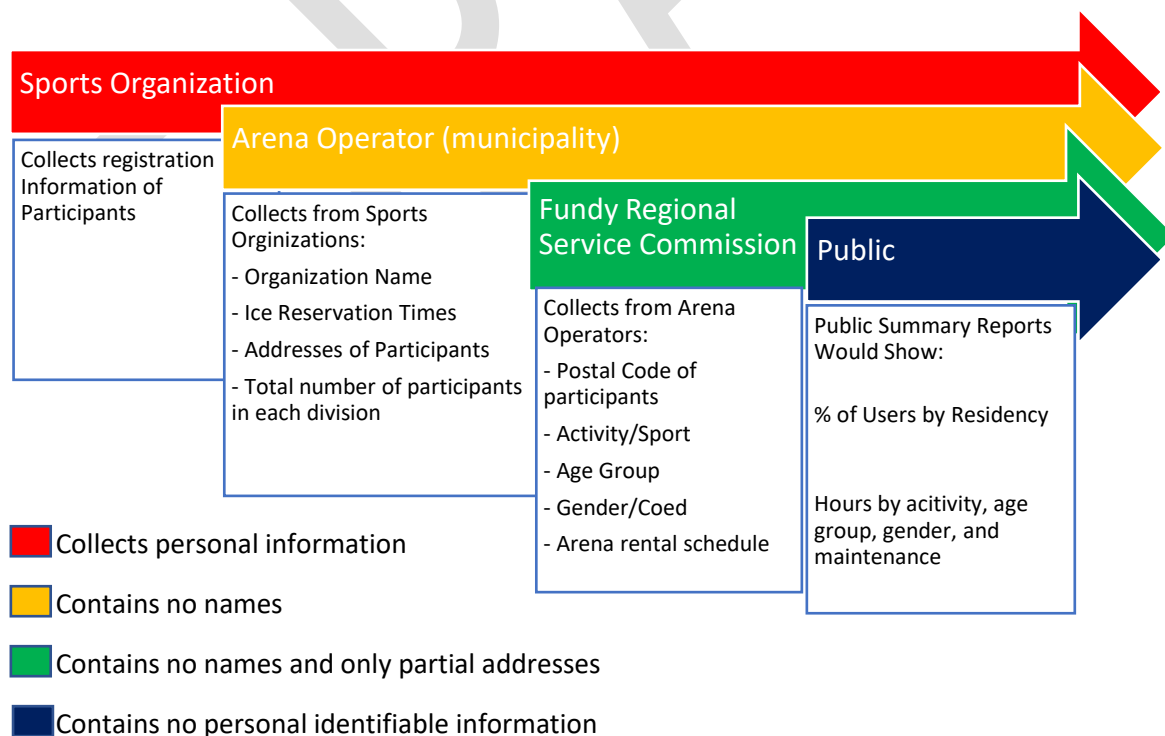 Sports Organization
Collects registration
Information of
Participants
Arena Operator (municipality)
Collects from Sports
Orginizations:
- Organization Name
- Ice Reservation Times
- Addresses of Participants
- Total number of participants
in each division
Fundy Regional
Service Commission
Collects from Arena
Operators:
- Postal Code of
participants
- Activity/Sport
- Age Group
- Gender/Coed
- Arena rental schedule
Public
Public Summary Reports
Would Show:
% of Users by Residency
Hours by acitivity, age
group, gender, and
maintenance
Collects personal information
Contains no names
Contains no names and only partial addresses
Contains no personal identifiable information